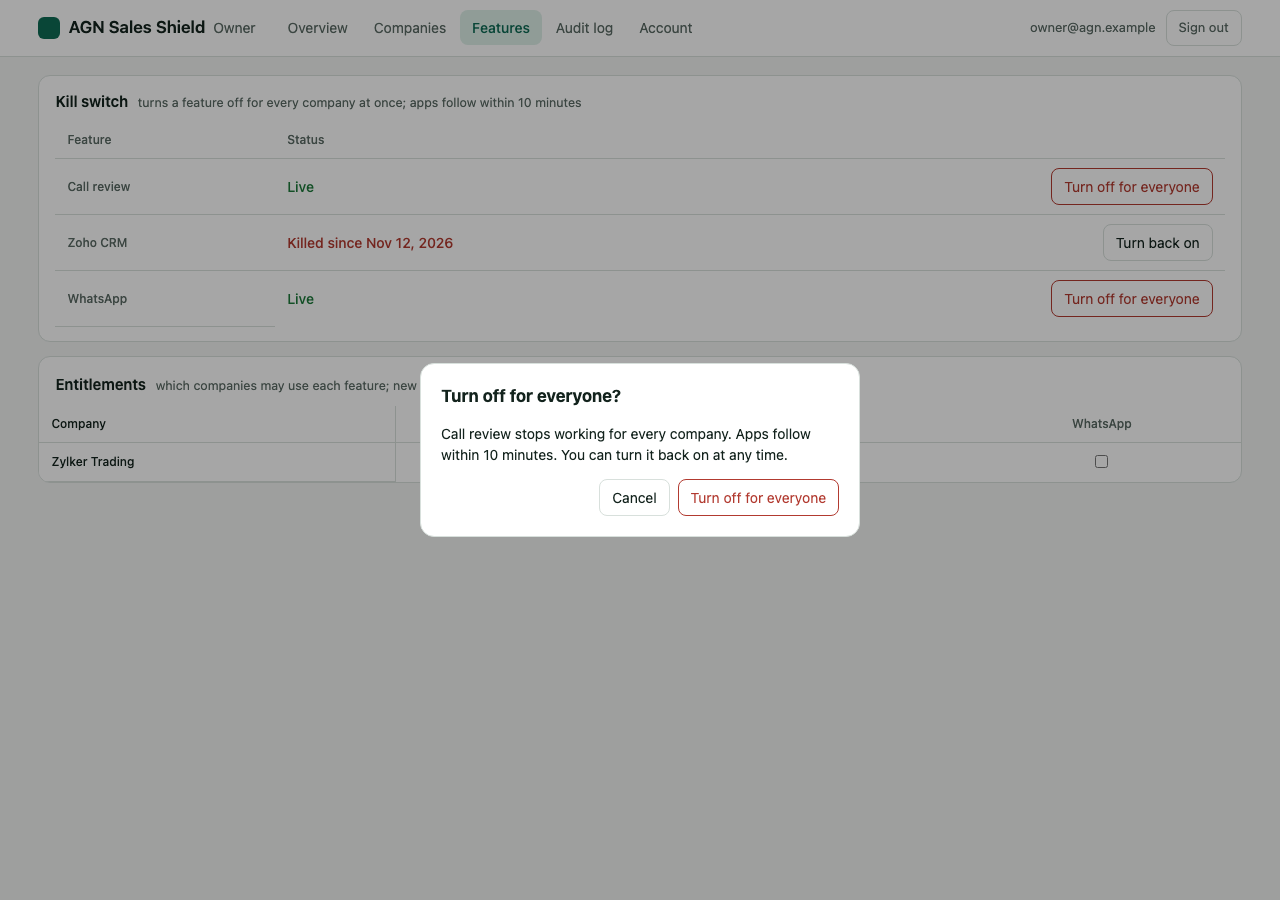 AGN Sales Shield Owner Overview Companies Features Audit log Account owner@agn.example Sign out
Kill switch turns a feature off for every company at once; apps follow within 10 minutes
Feature Status
Call review Live Turn off for everyone
Zoho CRM Killed since Nov 12, 2026 Turn back on
WhatsApp Live Turn off for everyone
Entitlements which companies may use each feature; new
Company WhatsApp
Zylker Trading
Turn off for everyone?
Call review stops working for every company. Apps follow
within 10 minutes. You can turn it back on at any time.
Cancel Turn off for everyone